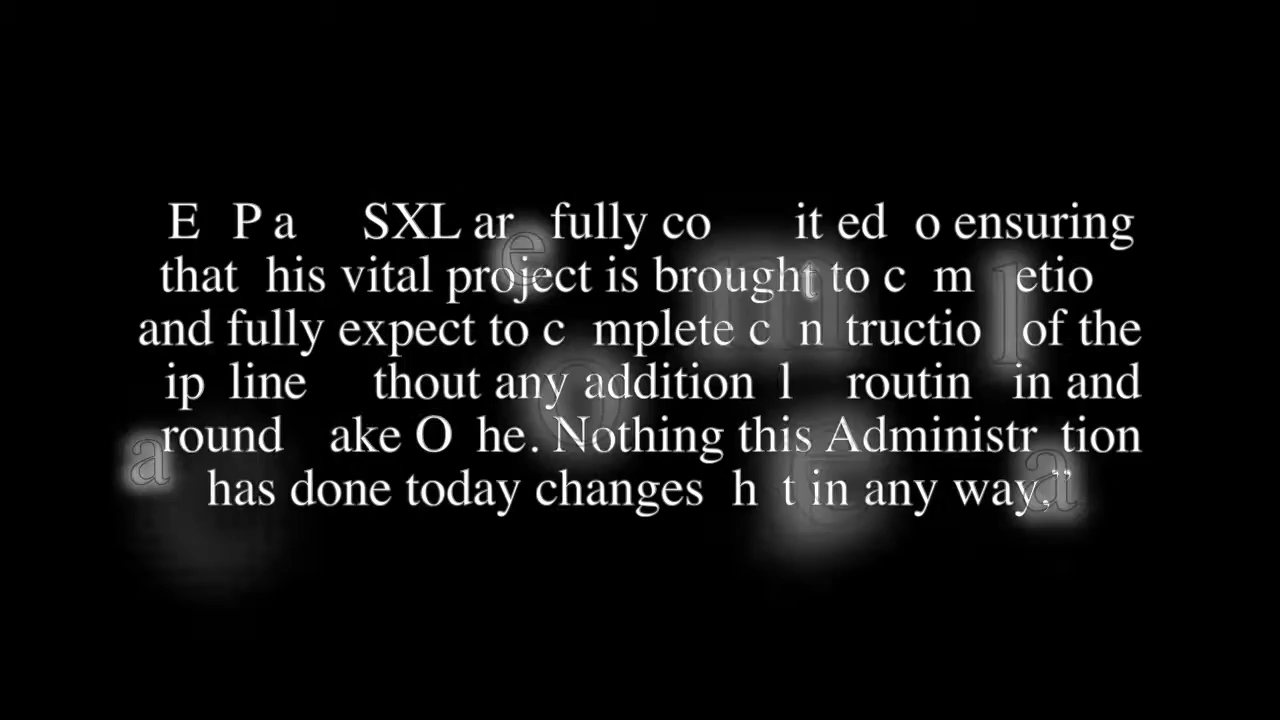 E P a SXL ar fully co it ed o ensuring
that his vital project is brought to c m etio
and fully expect to c mplete c n tructio of the
ip line thout any addition l routin in and
round ake O he. Nothing this Administr tion
has done today changes h t in any way,”